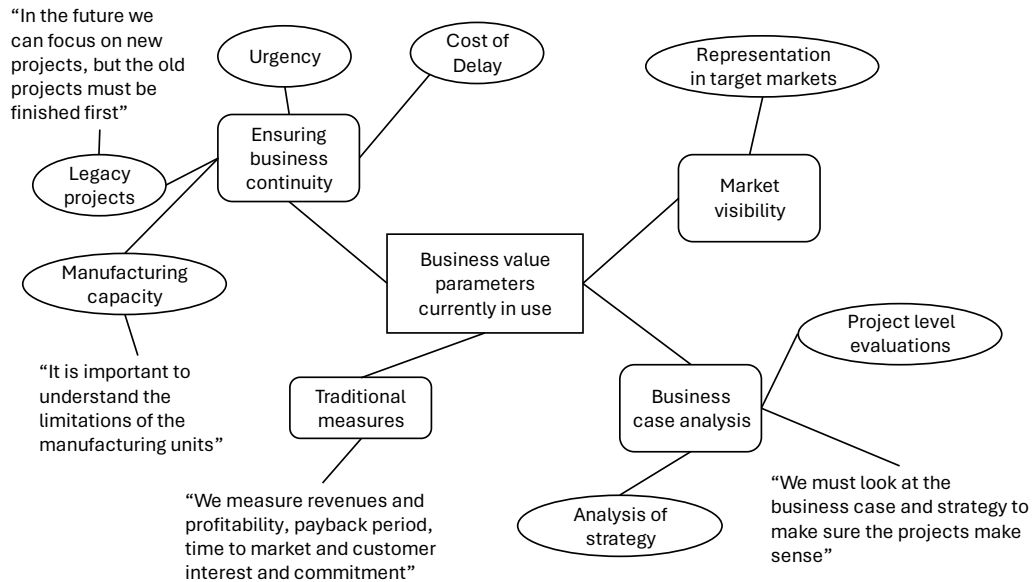 “In the future we
can focus on new
projects, but the old
projects must be
finished first”
Urgency
Cost of
Delay
Representation
in target markets
Ensuring
business
continuity
Legacy
projects
Market
visibility
Manufacturing
capacity
Business value
parameters
currently in use
Project level
evaluations
“It is important to
understand the
limitations of the
manufacturing units”
Traditional
measures
Business
case analysis
“We measure revenues and
profitability, payback period,
time to market and customer
interest and commitment”
Analysis of
strategy
“We must look at the
business case and strategy to
make sure the projects make
sense”